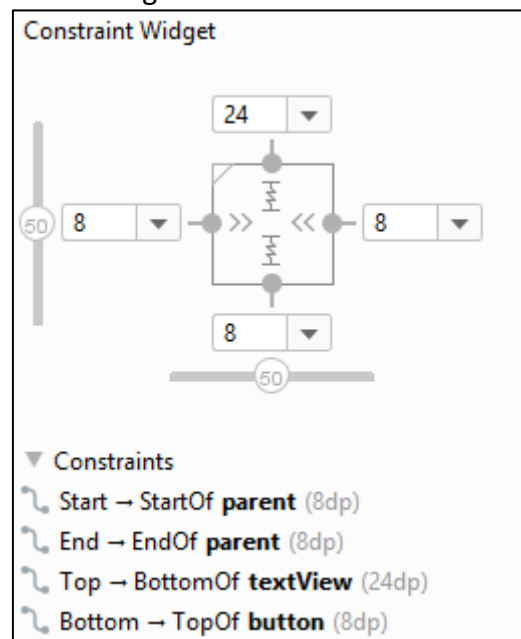 Constraint Widget
24
50
8
8
8
50
Constraints
Start → StartOf parent (8dp)
End → EndOf parent (8dp)
Top → BottomOf textView (24dp)
Bottom → TopOf button (8dp)